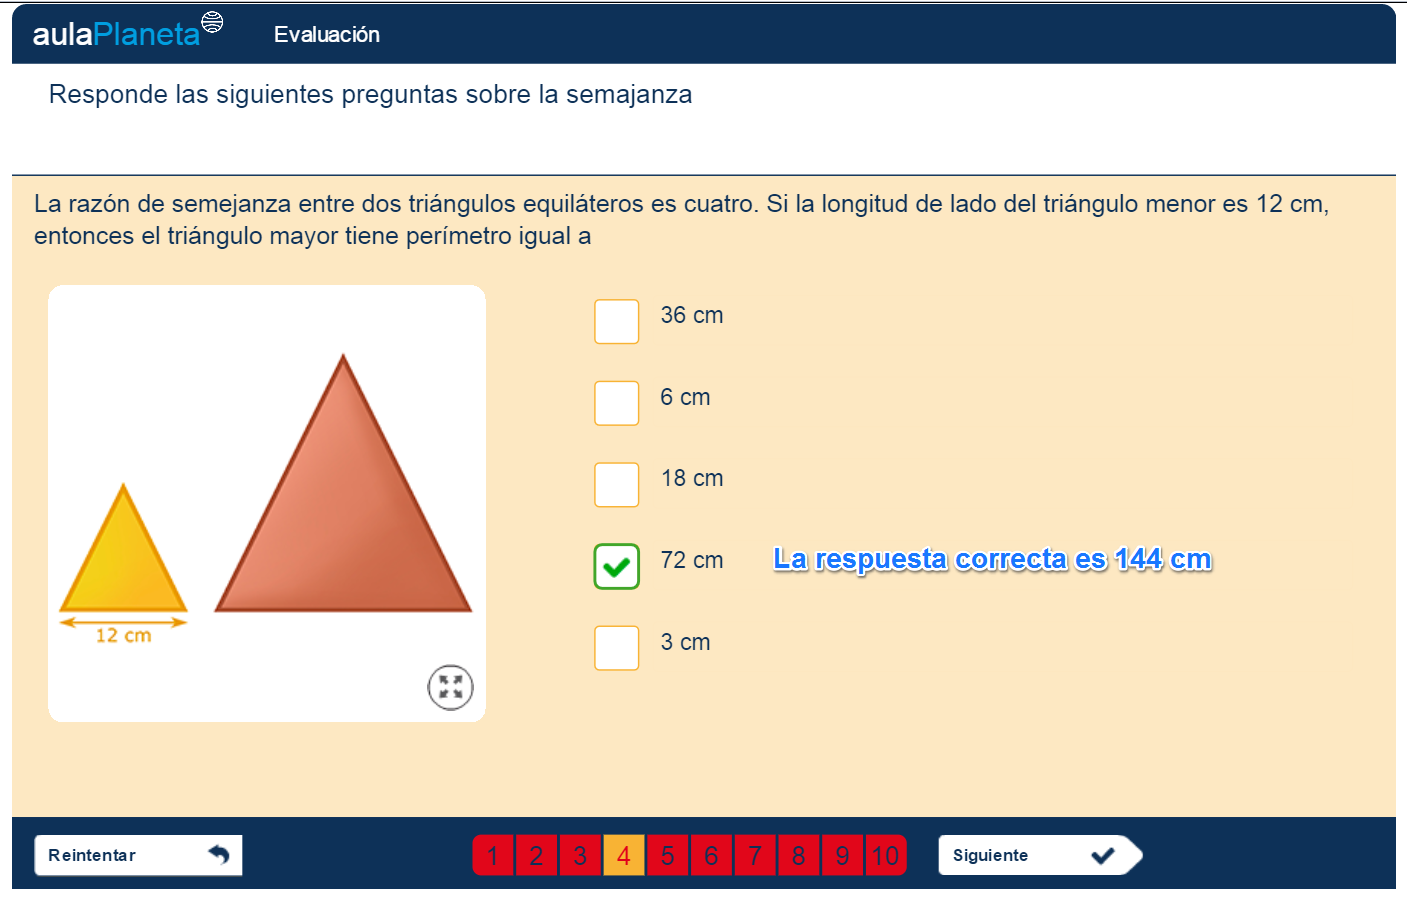 aulaPlaneta
Evaluación
Responde las siguientes preguntas sobre la semajanza
La razón de semejanza entre dos triángulos equiláteros es cuatro. Si la longitud de lado del triángulo menor es 12 cm,
entonces el triángulo mayor tiene perímetro igual a
36 cm
6 cm
18 cm
72 cm
La respuesta correcta es 144 cm
3 cm
12 cm
Reintentar
1 2 3 4 5 6 7 8 9 10
Siguiente